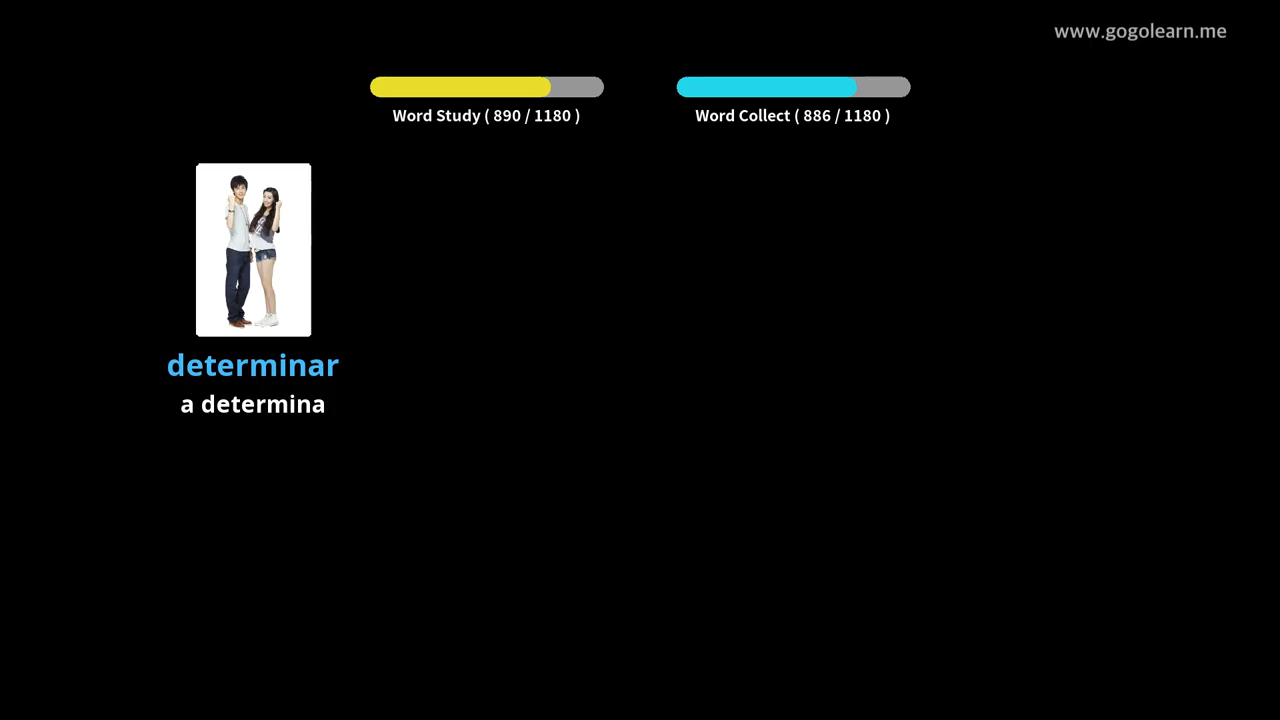 www.gogolearn.me
Word Study ( 890 / 1180 )
Word Collect ( 886 / 1180 )
determinar
a determina